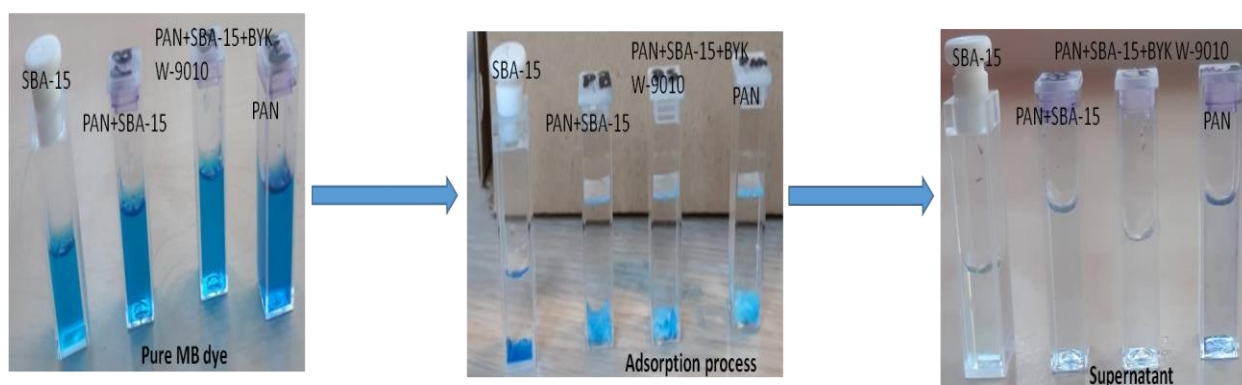 SBA-15
PAN+SBA-15+BYK
W-9010
PAN+SBA-15
PAN
Pure MB dye
SBA-15
PAN+SBA-15+BYK
W-9010
PAN+SBA-15
PAN
Adsorption process
SBA-15
PAN+SBA-15+BYK W-9010
PAN+SBA-15
PAN
Supernatant